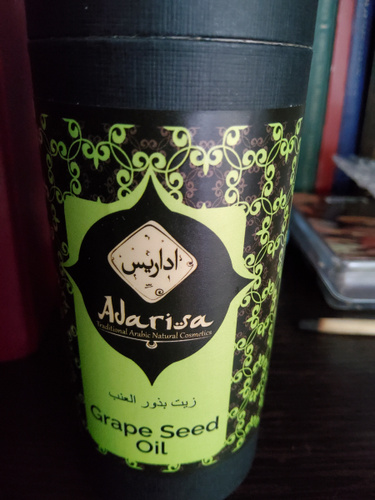 اداريس
Adarisa
Traditional Arabic Natural Cosmetics
زيت بذور العنب
Grape Seed
Oil